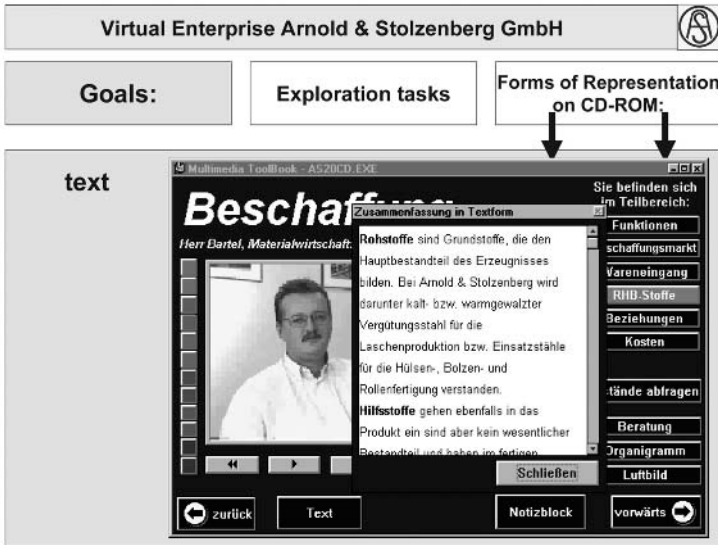 Virtual Enterprise Arnold & Stolzenberg GmbH
AS
Goals:
Exploration tasks
Forms of Representation
on CD-ROM:
text
Multimedia ToolBook - AS20CD.EXE
Beschaffung
Herr Bartel, Materialwirtschaft
Sie befinden sich
im Teilbereich:
Funktionen
schaffungsmarkt
Wareneingang
RHB-Stoffe
Beziehungen
Kosten
stände abfragen
Beratung
Organigramm
Luftbild
Zusammenfassung in Textform
Rohstoffe sind Grundstoffe, die den
Hauptbestandteil des Erzeugnisses
bilden. Bei Arnold & Stolzenberg wird
darunter kalt- bzw. warmgewalzter
Vergütungsstahl für die
Laschenproduktion bzw. Einsatzstähle
für die Hülsen-, Bolzen- und
Rollenfertigung verstanden.
Hilfsstoffe gehen ebenfalls in das
Produkt ein sind aber kein wesentlicher
Bestandteil und haben im fertigen
Schließen
zurück
Text
Notizblock
vorwärts